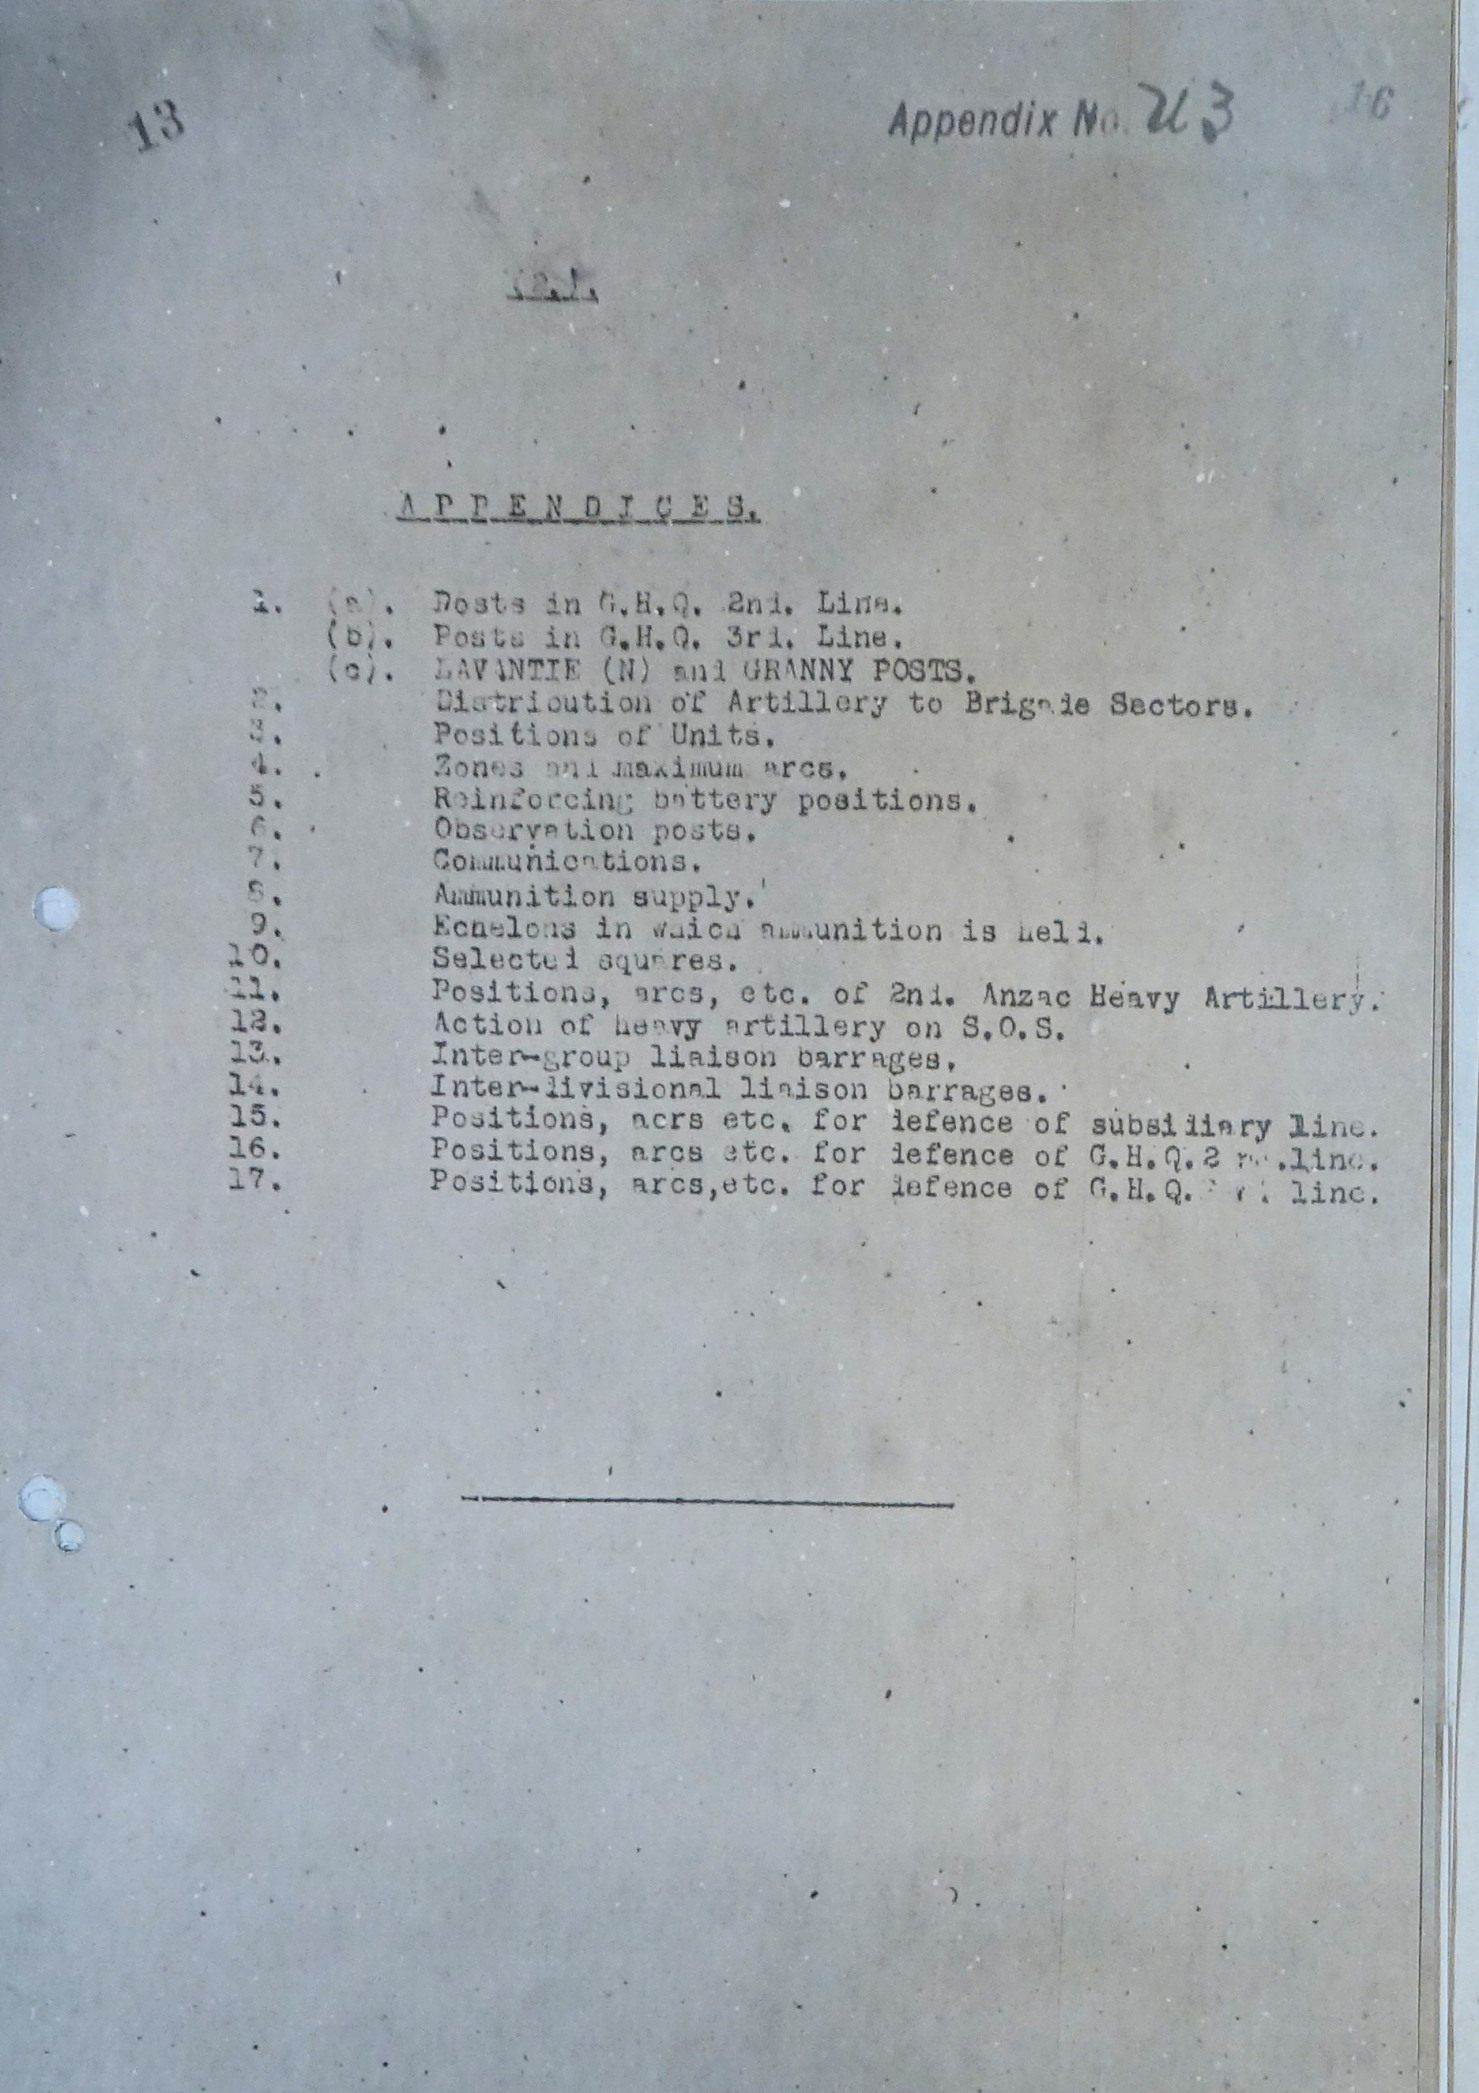 13
Appendix No. U3
16
APPENDICES.
1. (a). Posts in G.H.Q. 2nd. Line.
(b). Posts in G.H.Q. 3rd. Line.
(c). LAVANTIE (N) and GRANNY POSTS.
2. Distribution of Artillery to Brigade Sectors.
3. Positions of Units.
4. Zones and maximum arcs.
5. Reinforcing battery positions.
6. Observation posts.
7. Communications.
8. Ammunition supply.
9. Echelons in which ammunition is held.
10. Selected squares.
11. Positions, arcs, etc. of 2nd. Anzac Heavy Artillery.
12. Action of heavy artillery on S.O.S.
13. Inter-group liaison barrages.
14. Inter-divisional liaison barrages.
15. Positions, acrs etc. for defence of subsidiary line.
16. Positions, arcs etc. for defence of G.H.Q. 2nd. line.
17. Positions, arcs,etc. for defence of G.H.Q. line.